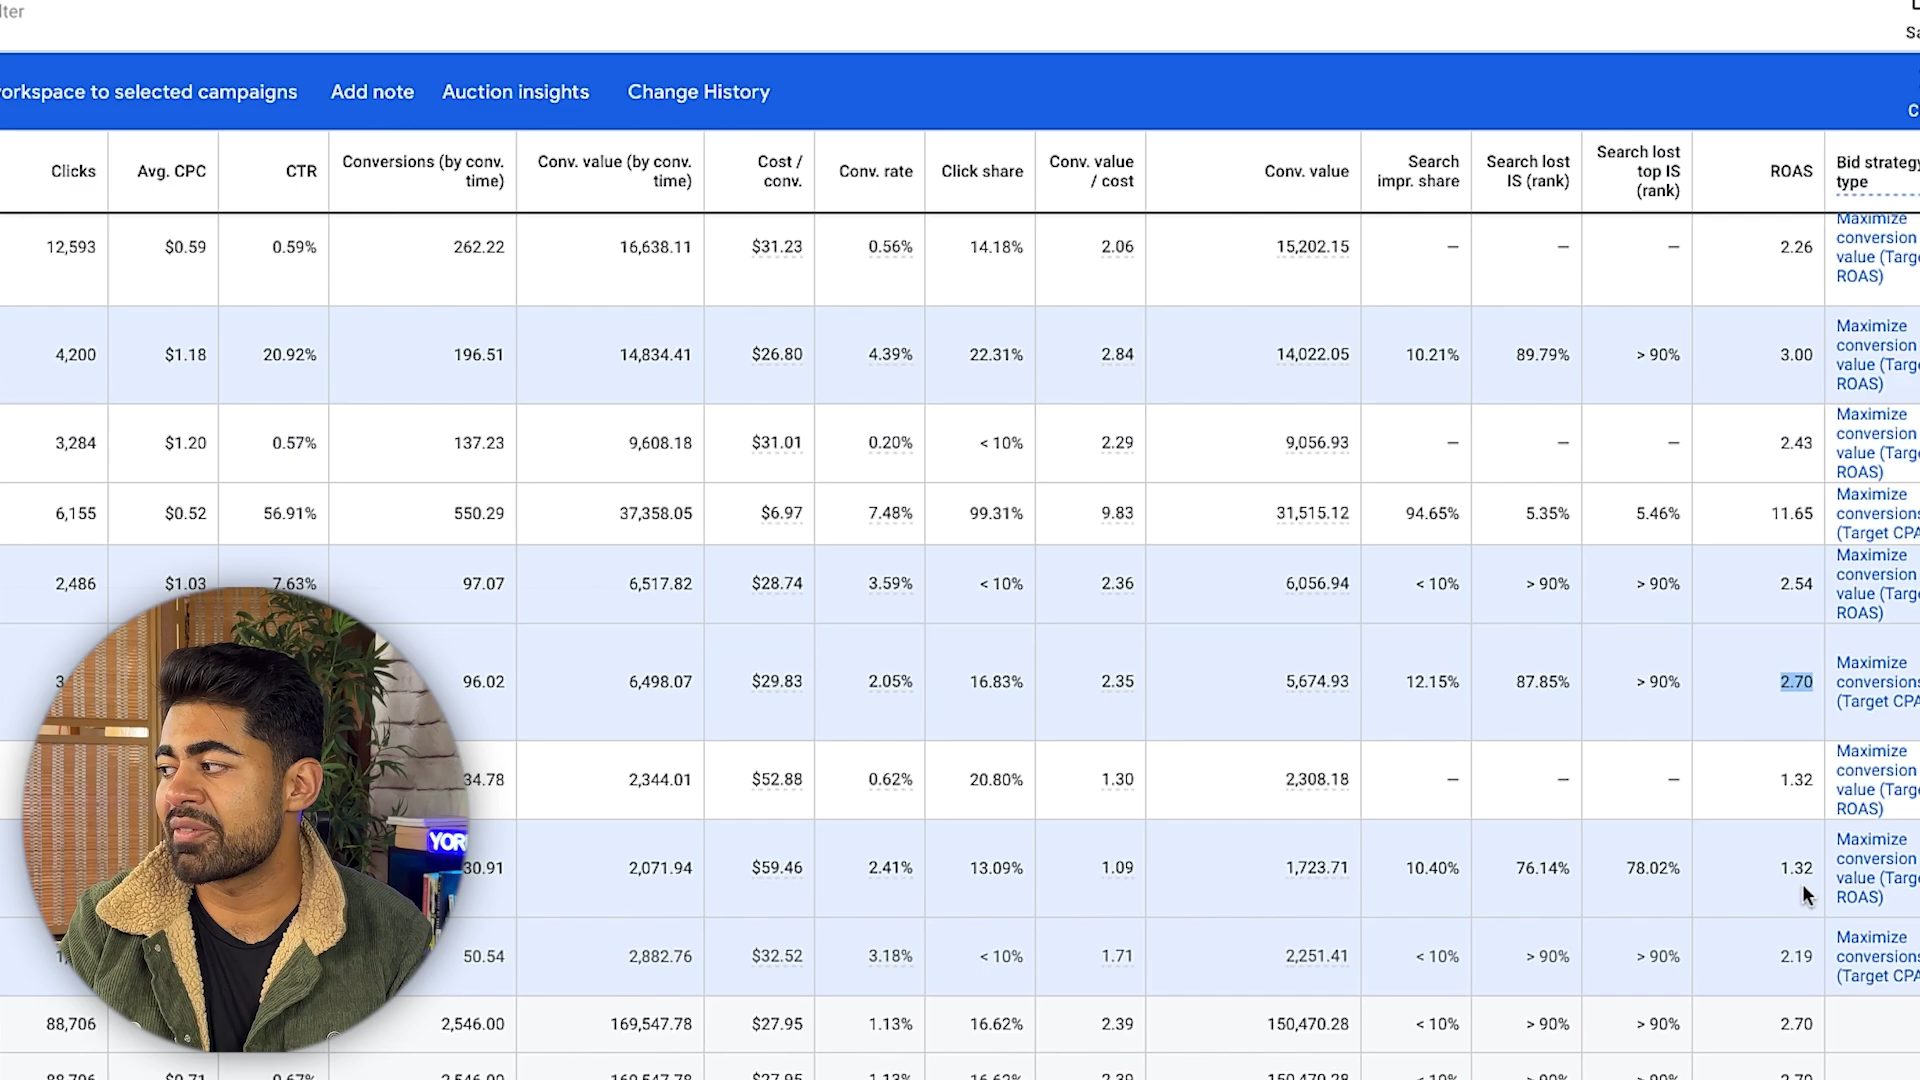 lter
Sa
orkspace to selected campaigns Add note Auction insights Change History
C
Clicks Avg. CPC CTR Conversions (by conv. time) Conv. value (by conv. time) Cost / conv. Conv. rate Click share Conv. value / cost Conv. value Search impr. share Search lost IS (rank) Search lost top IS (rank) ROAS Bid strategy type
12,593 $0.59 0.59% 262.22 16,638.11 $31.23 0.56% 14.18% 2.06 15,202.15 — — — 2.26 Maximize conversion value (Targe ROAS)
4,200 $1.18 20.92% 196.51 14,834.41 $26.80 4.39% 22.31% 2.84 14,022.05 10.21% 89.79% > 90% 3.00 Maximize conversion value (Targe ROAS)
3,284 $1.20 0.57% 137.23 9,608.18 $31.01 0.20% < 10% 2.29 9,056.93 — — — 2.43 Maximize conversion value (Targe ROAS)
6,155 $0.52 56.91% 550.29 37,358.05 $6.97 7.48% 99.31% 9.83 31,515.12 94.65% 5.35% 5.46% 11.65 Maximize conversions (Target CPA
2,486 $1.03 7.63% 97.07 6,517.82 $28.74 3.59% < 10% 2.36 6,056.94 < 10% > 90% > 90% 2.54 Maximize conversion value (Targe ROAS)
3 96.02 6,498.07 $29.83 2.05% 16.83% 2.35 5,674.93 12.15% 87.85% > 90% 2.70 Maximize conversions (Target CPA
34.78 2,344.01 $52.88 0.62% 20.80% 1.30 2,308.18 — — — 1.32 Maximize conversion value (Targe ROAS)
YOR
30.91 2,071.94 $59.46 2.41% 13.09% 1.09 1,723.71 10.40% 76.14% 78.02% 1.32 Maximize conversion value (Targe ROAS)
1, 50.54 2,882.76 $32.52 3.18% < 10% 1.71 2,251.41 < 10% > 90% > 90% 2.19 Maximize conversions (Target CPA
88,706 2,546.00 169,547.78 $27.95 1.13% 16.62% 2.39 150,470.28 < 10% > 90% > 90% 2.70
88,706 $0.71 0.67% 2,546.00 169,547.78 $27.95 1.13% 16.62% 2.39 150,470.28 < 10% > 90% > 90% 2.70